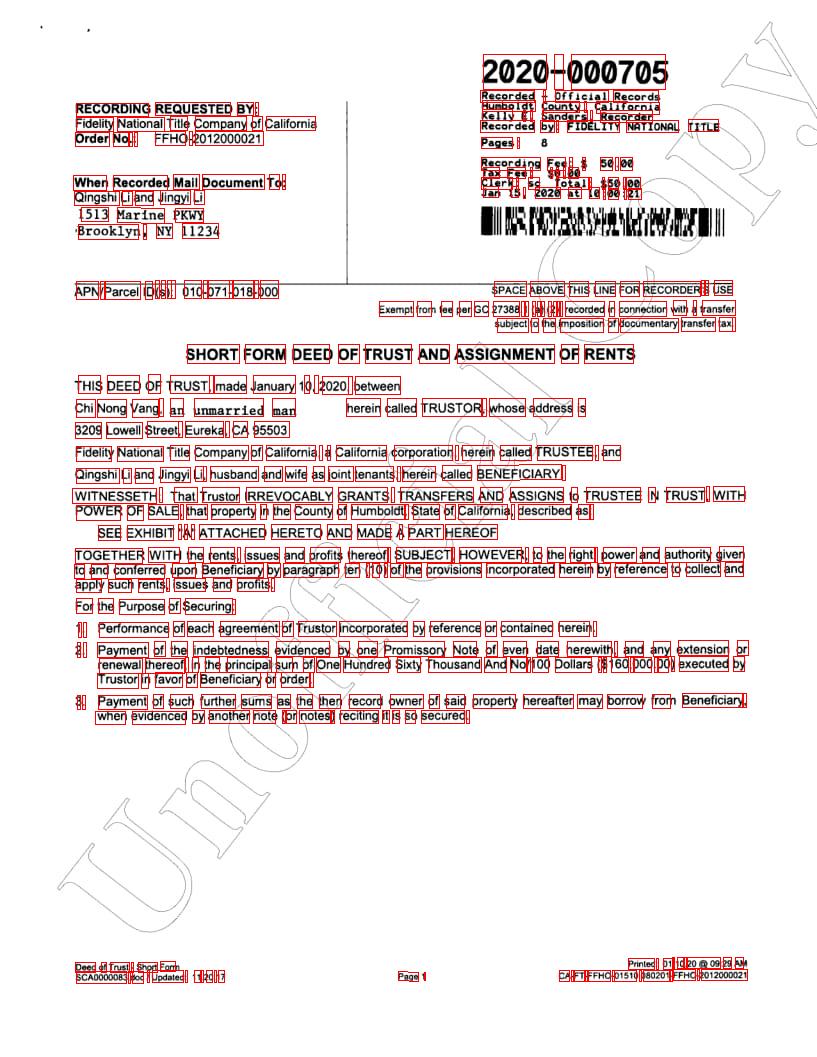 2020-000705
Recorded - Official Records
Humboldt County, California
Kelly E. Sanders, Recorder
Recorded by: FIDELITY NATIONAL TITLE
Pages: 8
Recording Fee: $ 50.00
Tax Fee: $0.00
Clerk: sc Total: $50.00
Jan 15, 2020 at 10:00:21
RECORDING REQUESTED BY:
Fidelity National Title Company of California
Order No.: FFHO-2012000021
When Recorded Mail Document To:
Qingshi Li and Jingyi Li
1513 Marine PKWY
Brooklyn, NY 11234
APN/Parcel ID(s): 010-071-018-000
SPACE ABOVE THIS LINE FOR RECORDER'S USE
Exempt from fee per GC 27388.1 (a) (2); recorded in connection with a transfer
subject to the imposition of documentary transfer tax.
SHORT FORM DEED OF TRUST AND ASSIGNMENT OF RENTS
THIS DEED OF TRUST, made January 10, 2020, between
Chi Nong Vang, an unmarried man herein called TRUSTOR, whose address is
3209 Lowell Street, Eureka, CA 95503
Fidelity National Title Company of California, a California corporation, herein called TRUSTEE, and
Qingshi Li and Jingyi Li, husband and wife as joint tenants, herein called BENEFICIARY,
WITNESSETH: That Trustor IRREVOCABLY GRANTS, TRANSFERS AND ASSIGNS to TRUSTEE IN TRUST, WITH
POWER OF SALE, that property in the County of Humboldt, State of California, described as:
SEE EXHIBIT "A" ATTACHED HERETO AND MADE A PART HEREOF
TOGETHER WITH the rents, issues and profits thereof, SUBJECT, HOWEVER, to the right, power and authority given
to and conferred upon Beneficiary by paragraph ten (10) of the provisions incorporated herein by reference to collect and
apply such rents, issues and profits.
For the Purpose of Securing:
1. Performance of each agreement of Trustor incorporated by reference or contained herein.
2. Payment of the indebtedness evidenced by one Promissory Note of even date herewith, and any extension or
renewal thereof, in the principal sum of One Hundred Sixty Thousand And No/100 Dollars ($160,000.00) executed by
Trustor in favor of Beneficiary or order.
3. Payment of such further sums as the then record owner of said property hereafter may borrow from Beneficiary,
when evidenced by another note (or notes) reciting it is so secured.
Deed of Trust - Short Form
SCA0000083.doc / Updated: 11.20.17
Page 1
Printed: 01.10.20 @ 09:29 AM
CA-FT-FFHO-01510.080201-FFHO-2012000021
Unofficial Copy